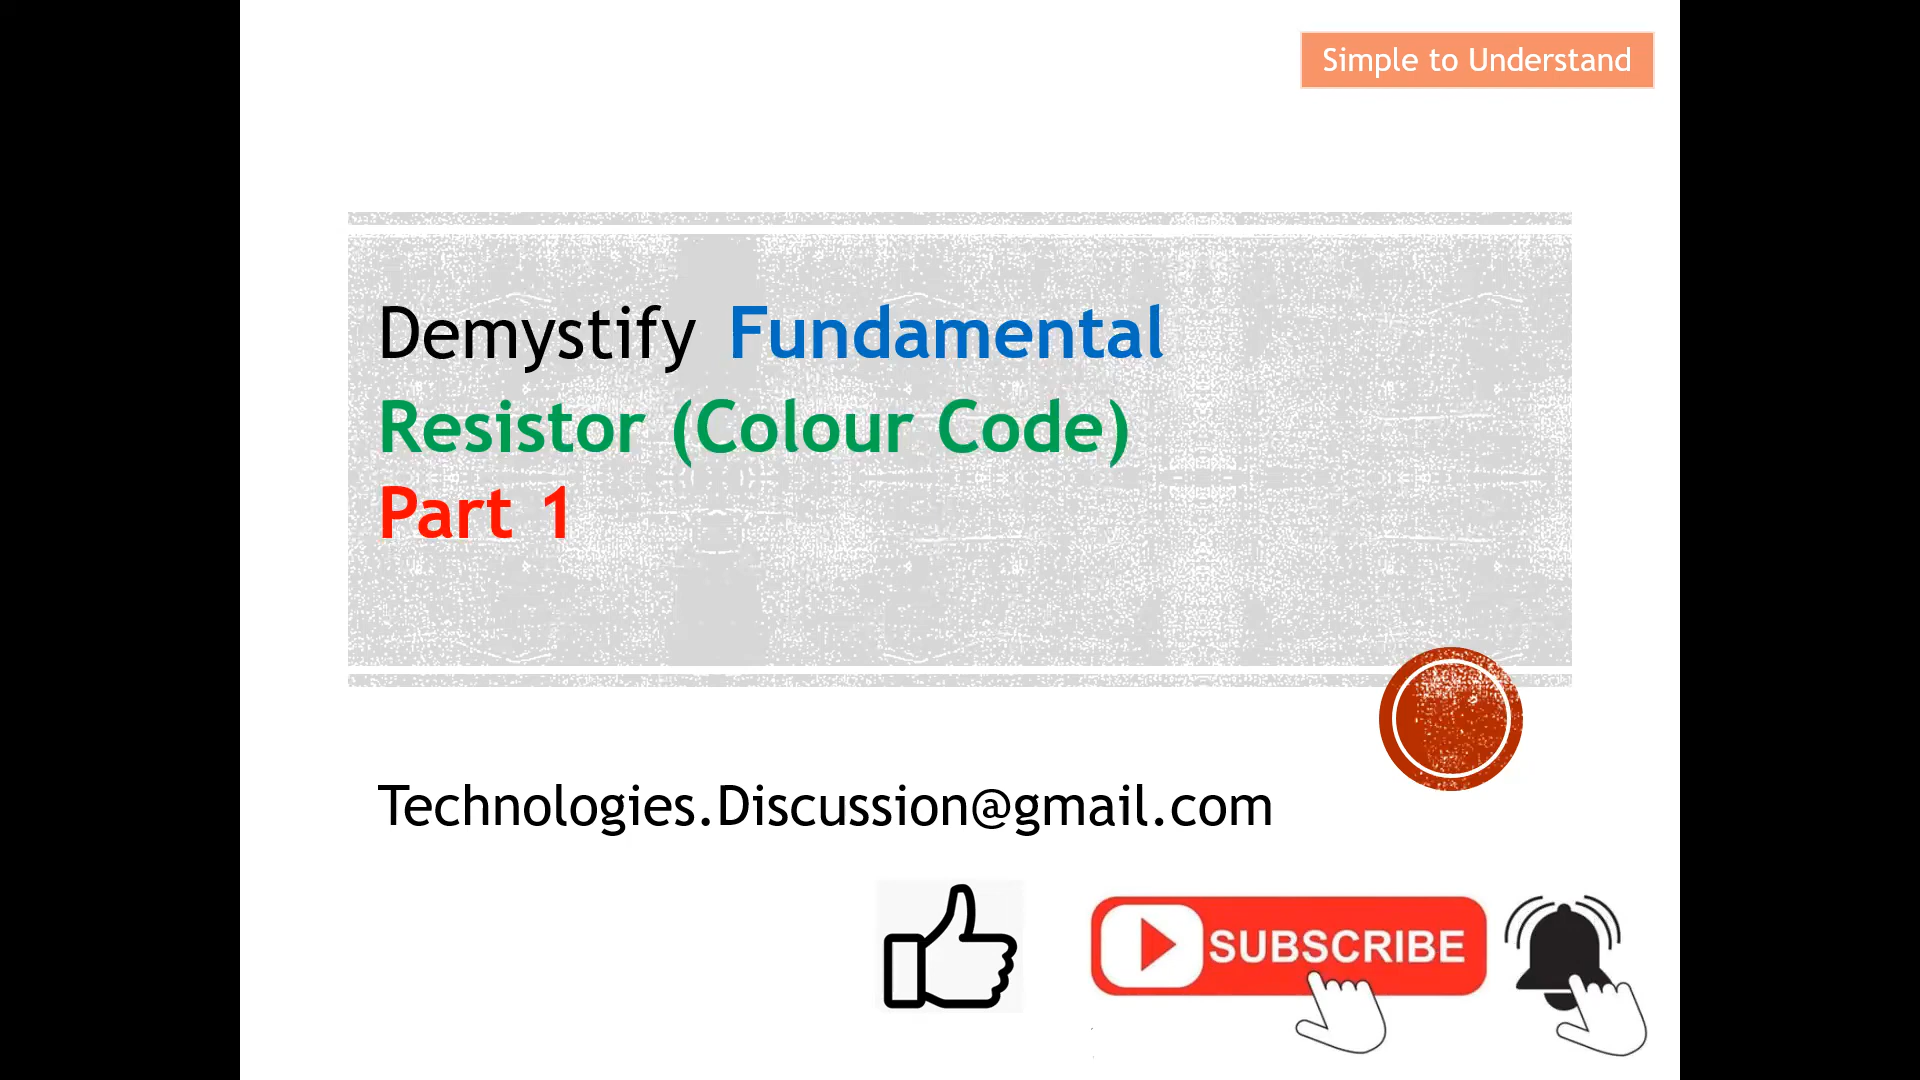 Simple to Understand
Demystify Fundamental
Resistor (Colour Code)
Part 1
Technologies.Discussion@gmail.com
SUBSCRIBE